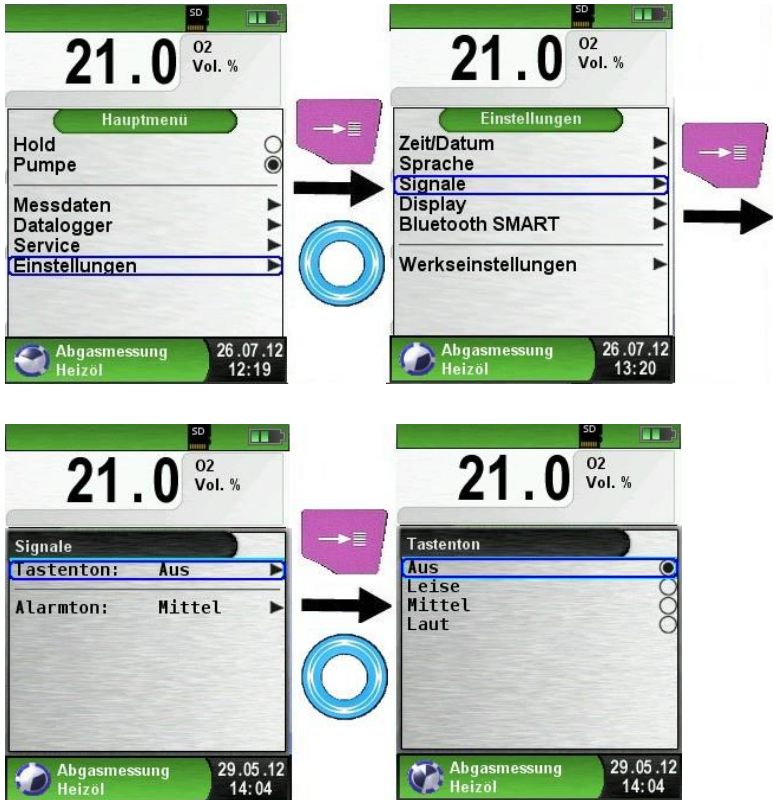 SD
21.0 O2
Vol. %
Hauptmenü
Hold
Pumpe
Messdaten
Datalogger
Service
Einstellungen
Abgasmessung 26.07.12
Heizöl 12:19
SD
21.0 O2
Vol. %
Einstellungen
Zeit/Datum
Sprache
Signale
Display
Bluetooth SMART
Werkseinstellungen
Abgasmessung 26.07.12
Heizöl 13:20
SD
21.0 O2
Vol. %
Signale
Tastenton: Aus
Alarmton: Mittel
Abgasmessung 29.05.12
Heizöl 14:04
SD
21.0 O2
Vol. %
Tastenton
Aus
Leise
Mittel
Laut
Abgasmessung 29.05.12
Heizöl 14:04